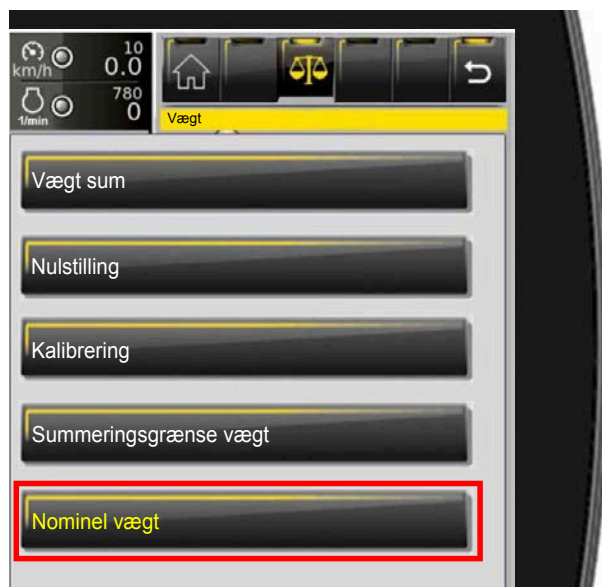 km/h 10
0.0
1/min 780
0
Vægt
Vægt sum
Nulstilling
Kalibrering
Summeringsgrænse vægt
Nominel vægt